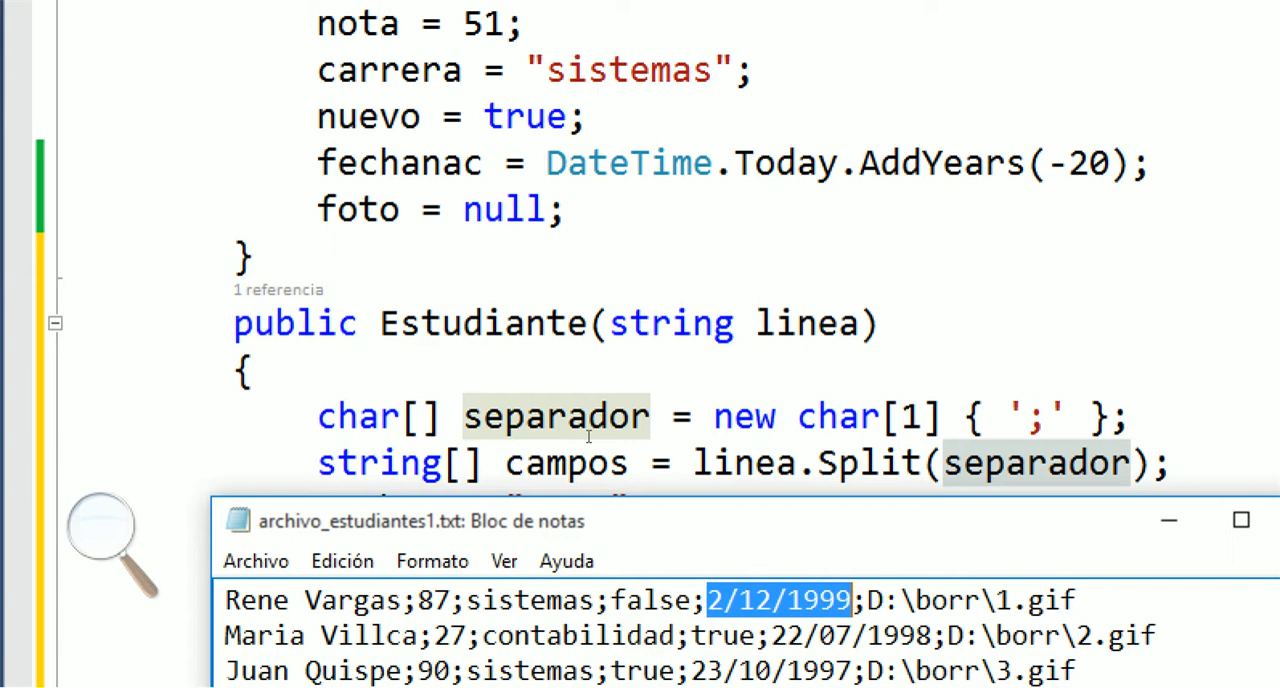 nota = 51;
carrera = "sistemas";
nuevo = true;
fechanac = DateTime.Today.AddYears(-20);
foto = null;
}
1 referencia
public Estudiante(string linea)
{
char[] separador = new char[1] { ';' };
string[] campos = linea.Split(separador);
archivo_estudiantes1.txt: Bloc de notas
Archivo Edición Formato Ver Ayuda
Rene Vargas;87;sistemas;false;2/12/1999;D:\borr\1.gif
Maria Villca;27;contabilidad;true;22/07/1998;D:\borr\2.gif
Juan Quispe;90;sistemas;true;23/10/1997;D:\borr\3.gif